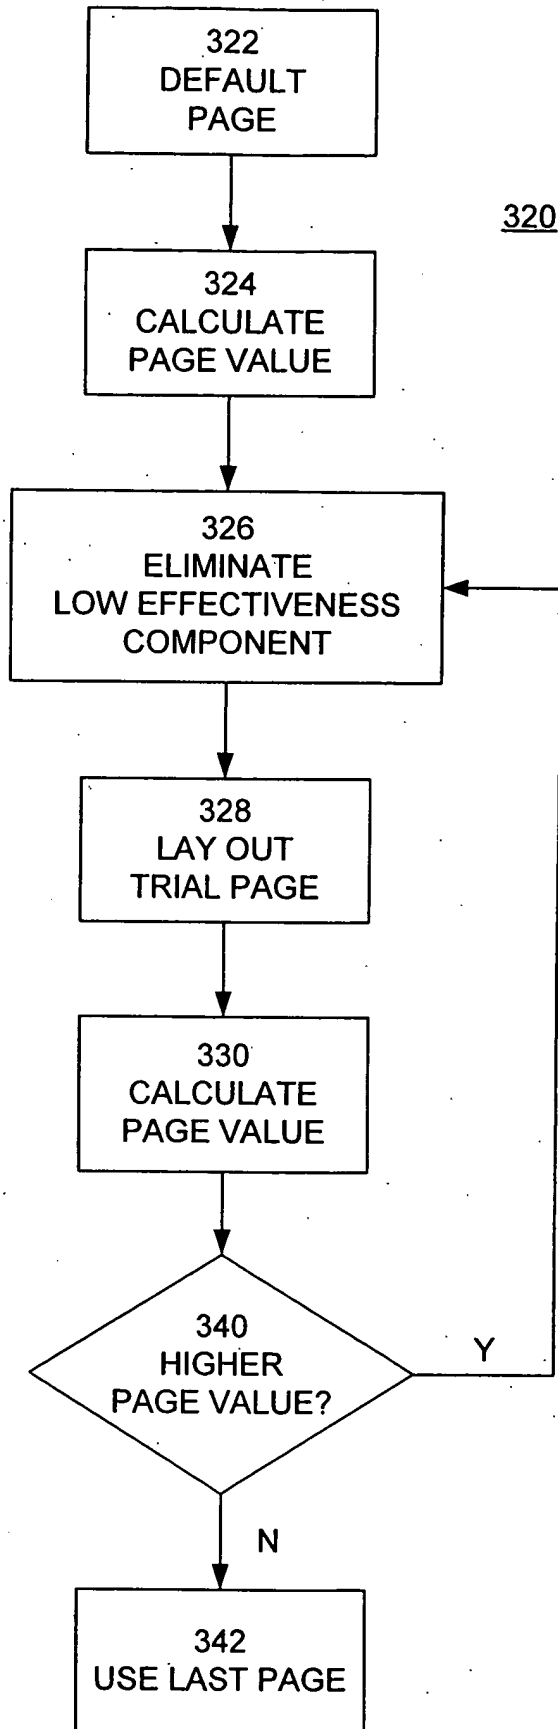 322
DEFAULT
PAGE
320
324
CALCULATE
PAGE VALUE
326
ELIMINATE
LOW EFFECTIVENESS
COMPONENT
328
LAY OUT
TRIAL PAGE
330
CALCULATE
PAGE VALUE
340
HIGHER
PAGE VALUE?
Y
N
342
USE LAST PAGE